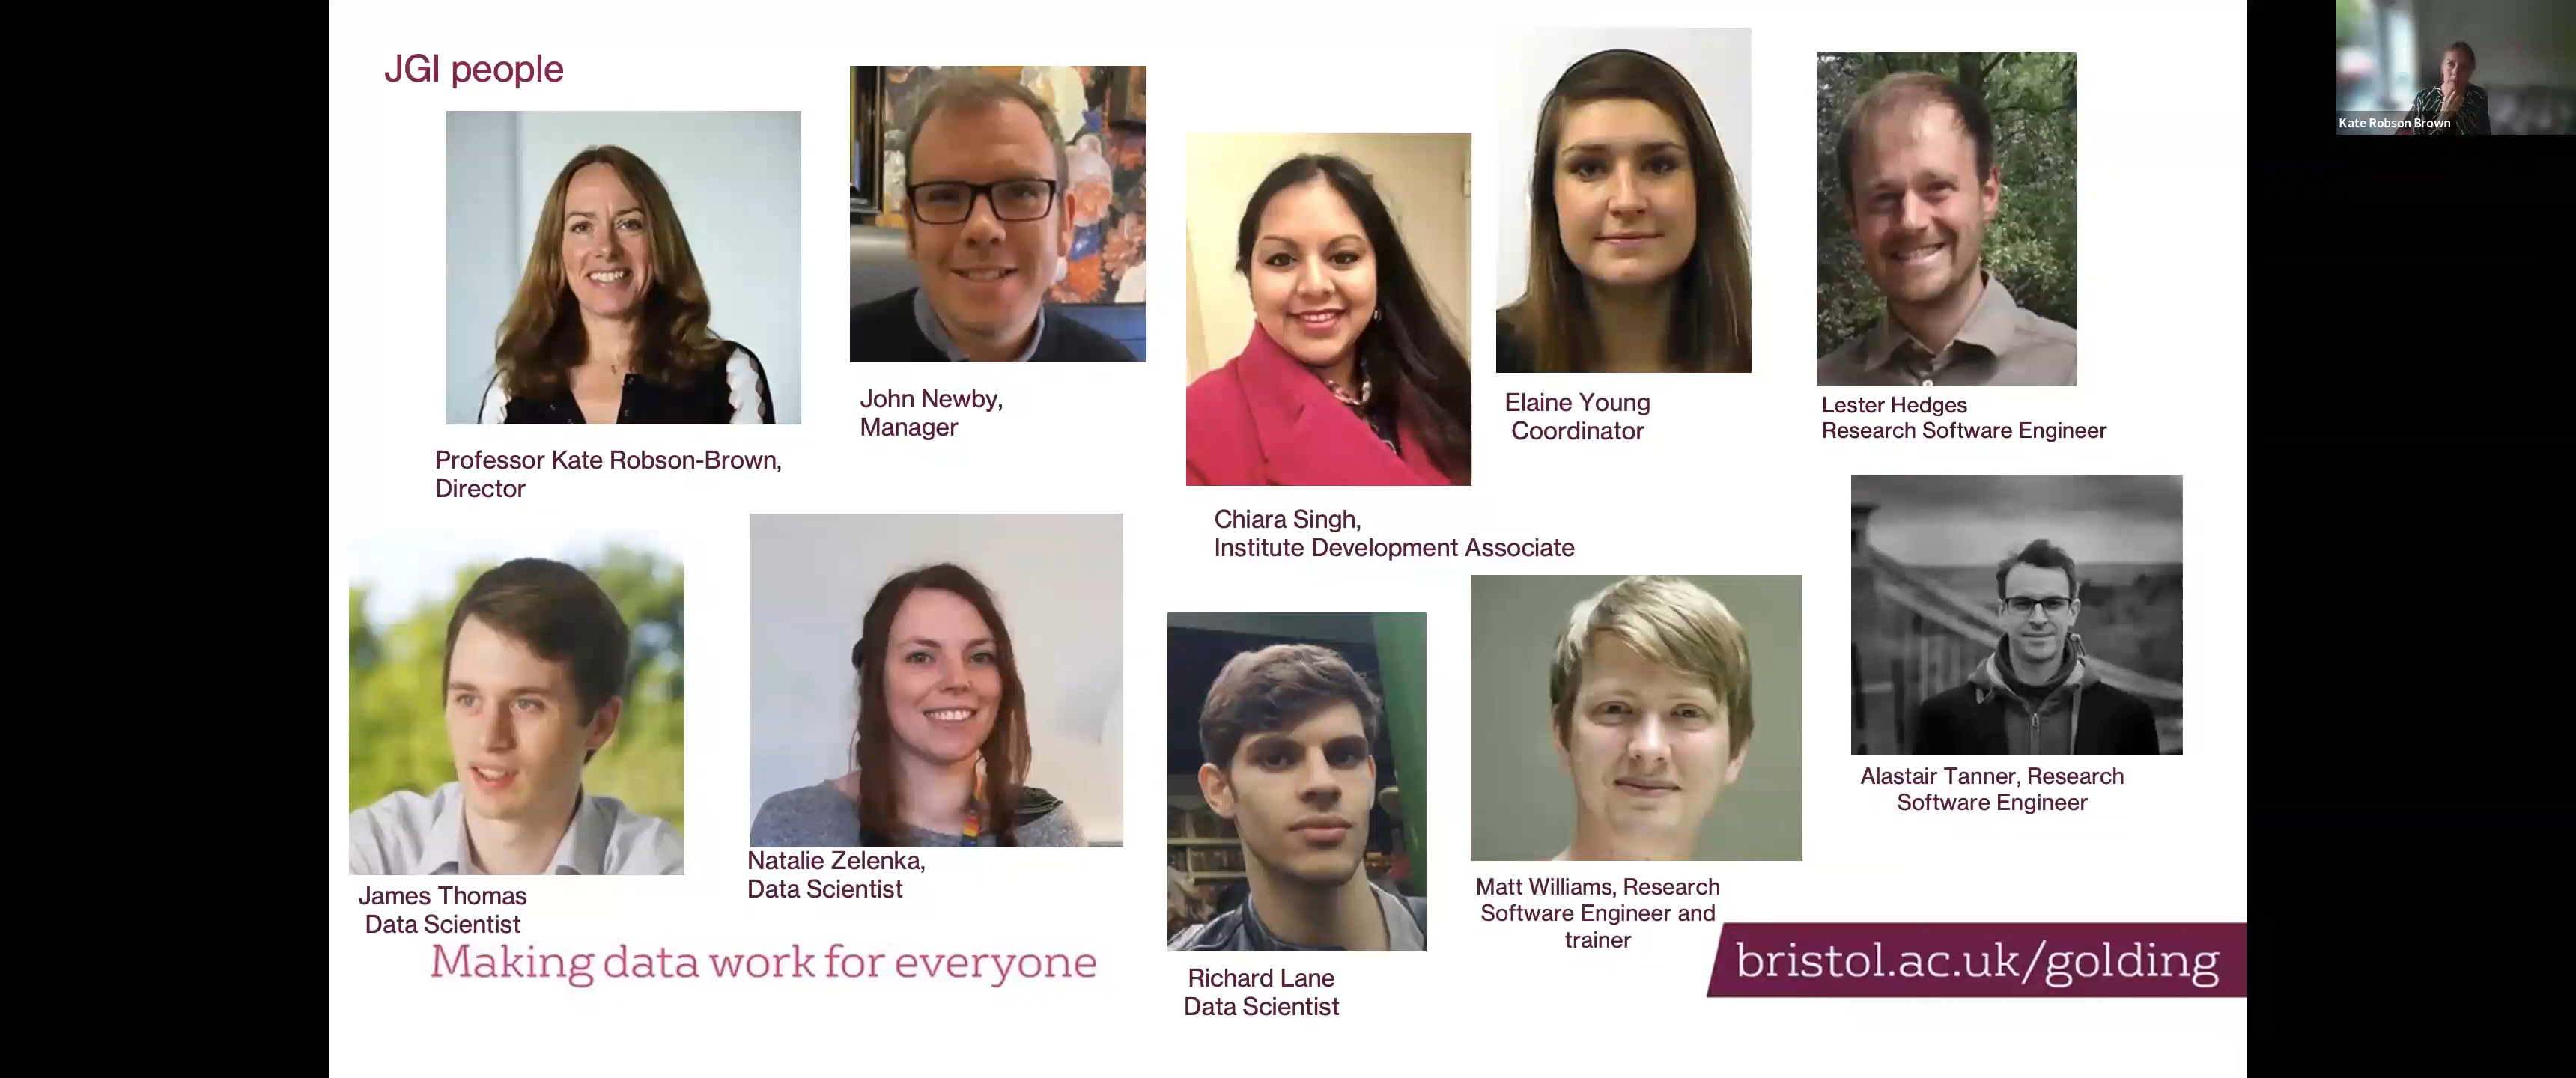 JGI people
Professor Kate Robson-Brown,
Director
John Newby,
Manager
Chiara Singh,
Institute Development Associate
Elaine Young
Coordinator
Lester Hedges
Research Software Engineer
James Thomas
Data Scientist
Natalie Zelenka,
Data Scientist
Richard Lane
Data Scientist
Matt Williams, Research
Software Engineer and
trainer
Alastair Tanner, Research
Software Engineer
Making data work for everyone
bristol.ac.uk/golding
Kate Robson Brown